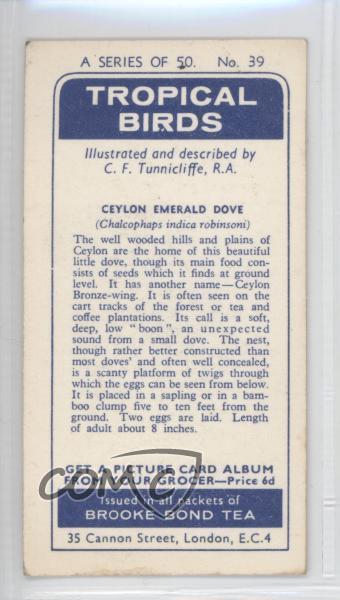 A SERIES OF 50. No. 39
TROPICAL
BIRDS
Illustrated and described by
C. F. Tunnicliffe, R.A.
CEYLON EMERALD DOVE
(Chalcophaps indica robinsoni)
The well wooded hills and plains of
Ceylon are the home of this beautiful
little dove, though its main food con-
sists of seeds which it finds at ground
level. It has another name—Ceylon
Bronze-wing. It is often seen on the
cart tracks of the forest or tea and
coffee plantations. Its call is a soft,
deep, low "boon", an unexpected
sound from a small dove. The nest,
though rather better constructed than
most doves' and often well concealed,
is a scanty platform of twigs through
which the eggs can be seen from below.
It is placed in a sapling or in a bam-
boo clump five to ten feet from the
ground. Two eggs are laid. Length
of adult about 8 inches.
GET A PICTURE CARD ALBUM
FROM YOUR GROCER—Price 6d
Issued in all packets of
BROOKE BOND TEA
35 Cannon Street, London, E.C.4